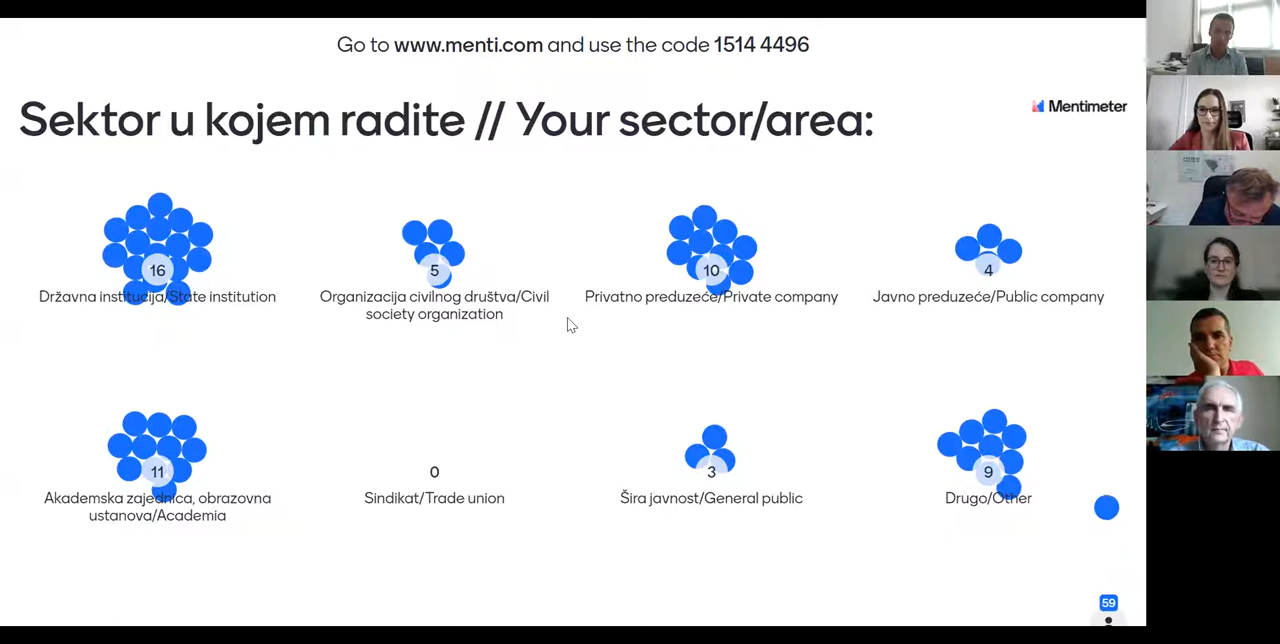 Go to www.menti.com and use the code 1514 4496
Sektor u kojem radite // Your sector/area:
Mentimeter
16
5
10
4
Državna institucija/State institution
Organizacija civilnog društva/Civil
society organization
Privatno preduzeće/Private company
Javno preduzeće/Public company
11
0
3
9
Akademska zajednica, obrazovna
ustanova/Academia
Sindikat/Trade union
Šira javnost/General public
Drugo/Other
59